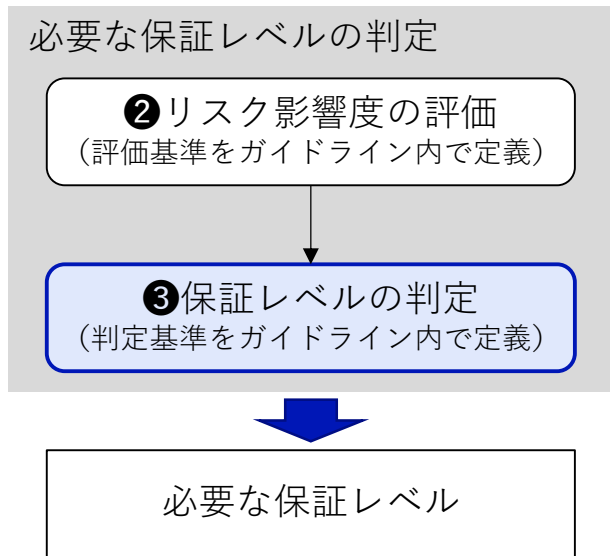 必要な保証レベルの判定
❷リスク影響度の評価
（評価基準をガイドライン内で定義）
❸保証レベルの判定
（判定基準をガイドライン内で定義）
必要な保証レベル